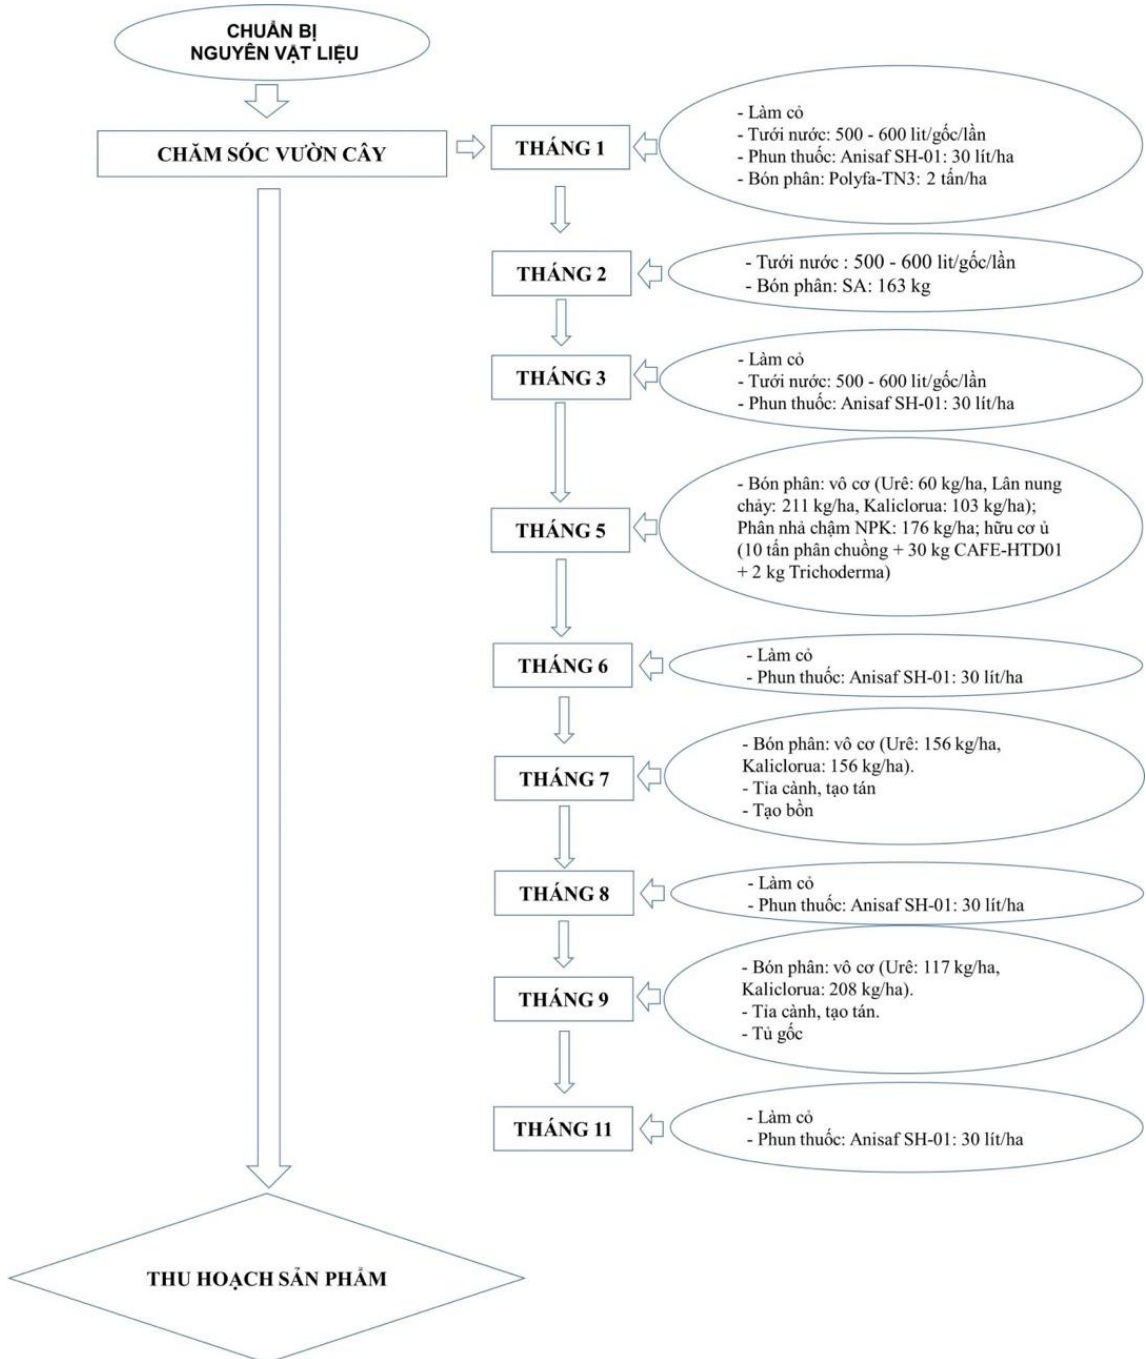 CHUẨN BỊ
NGUYÊN VẬT LIỆU
CHĂM SÓC VƯỜN CÂY
THÁNG 1
- Làm cỏ
- Tưới nước: 500 - 600 lit/gốc/lần
- Phun thuốc: Anisaf SH-01: 30 lít/ha
- Bón phân: Polyfa-TN3: 2 tấn/ha
THÁNG 2
- Tưới nước : 500 - 600 lit/gốc/lần
- Bón phân: SA: 163 kg
THÁNG 3
- Làm cỏ
- Tưới nước: 500 - 600 lit/gốc/lần
- Phun thuốc: Anisaf SH-01: 30 lít/ha
THÁNG 5
- Bón phân: vô cơ (Urê: 60 kg/ha, Lân nung
chảy: 211 kg/ha, Kaliclorua: 103 kg/ha);
Phân nhả chậm NPK: 176 kg/ha; hữu cơ ủ
(10 tấn phân chuồng + 30 kg CAFE-HTD01
+ 2 kg Trichoderma)
THÁNG 6
- Làm cỏ
- Phun thuốc: Anisaf SH-01: 30 lít/ha
THÁNG 7
- Bón phân: vô cơ (Urê: 156 kg/ha,
Kaliclorua: 156 kg/ha).
- Tỉa cành, tạo tán
- Tạo bồn
THÁNG 8
- Làm cỏ
- Phun thuốc: Anisaf SH-01: 30 lít/ha
THÁNG 9
- Bón phân: vô cơ (Urê: 117 kg/ha,
Kaliclorua: 208 kg/ha).
- Tỉa cành, tạo tán.
- Tủ gốc
THÁNG 11
- Làm cỏ
- Phun thuốc: Anisaf SH-01: 30 lít/ha
THU HOẠCH SẢN PHẨM